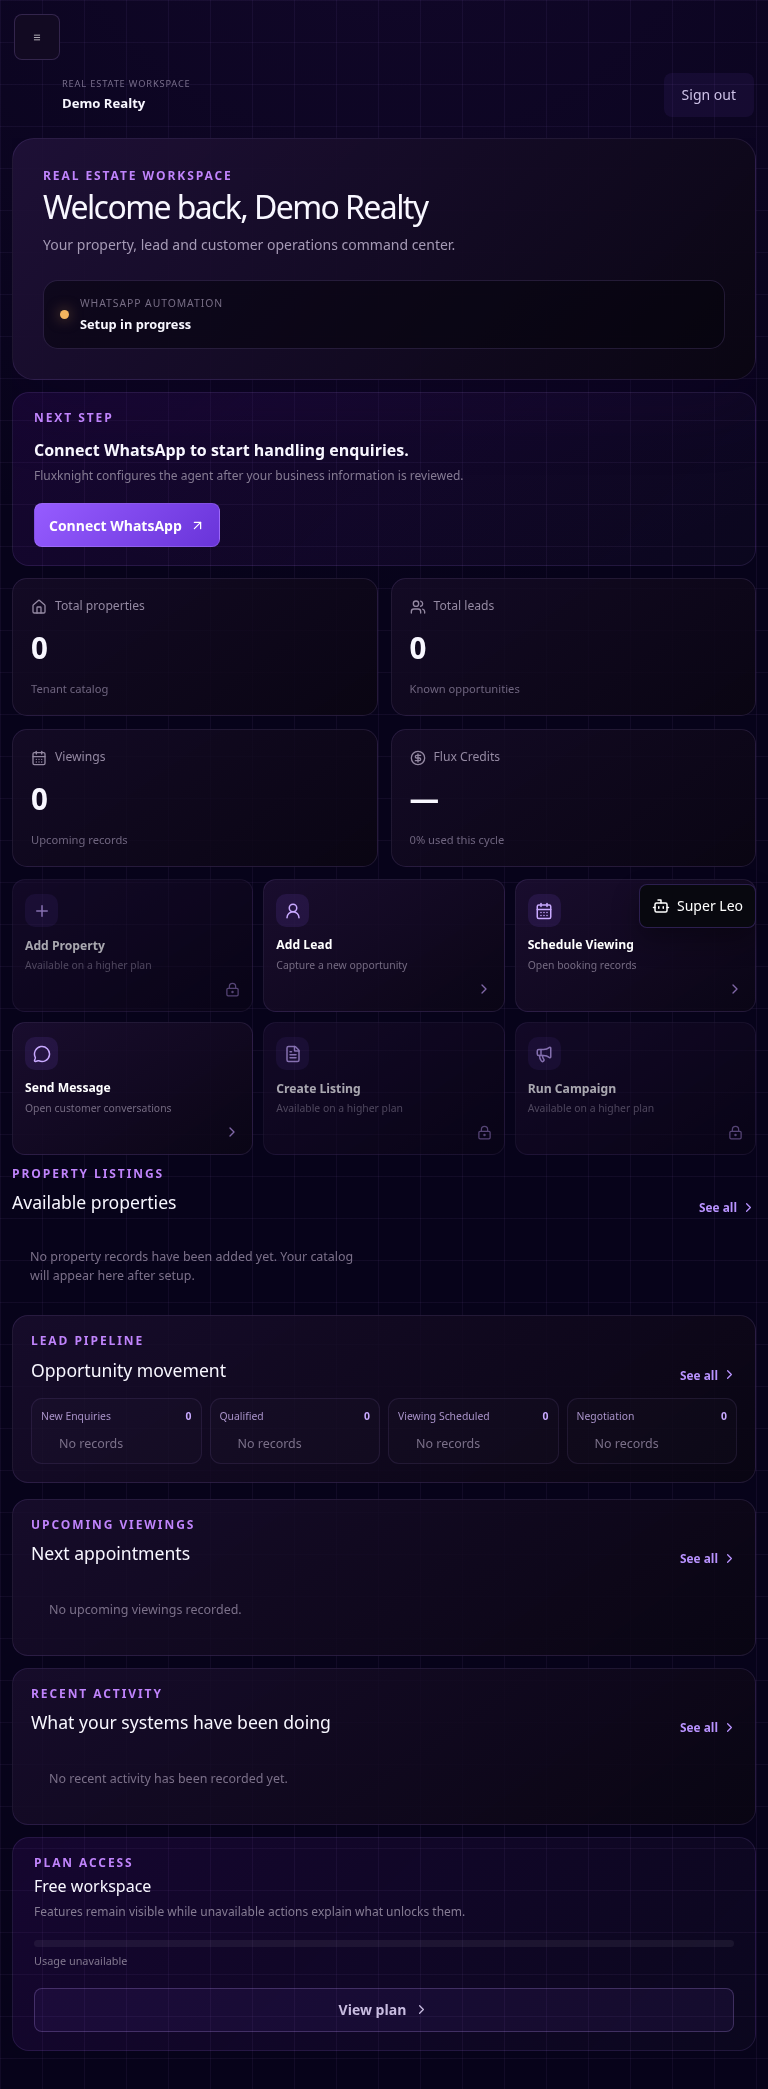 ≡
REAL ESTATE WORKSPACE
Demo Realty
Sign out
REAL ESTATE WORKSPACE
Welcome back, Demo Realty
Your property, lead and customer operations command center.
WHATSAPP AUTOMATION
Setup in progress
NEXT STEP
Connect WhatsApp to start handling enquiries.
Fluxknight configures the agent after your business information is reviewed.
Connect WhatsApp
Total properties
0
Tenant catalog
Total leads
0
Known opportunities
Viewings
0
Upcoming records
Flux Credits
—
0% used this cycle
Add Property
Available on a higher plan
Add Lead
Capture a new opportunity
Super Leo
Schedule Viewing
Open booking records
Send Message
Open customer conversations
Create Listing
Available on a higher plan
Run Campaign
Available on a higher plan
PROPERTY LISTINGS
Available properties
See all
No property records have been added yet. Your catalog
will appear here after setup.
LEAD PIPELINE
Opportunity movement
See all
New Enquiries 0
No records
Qualified 0
No records
Viewing Scheduled 0
No records
Negotiation 0
No records
UPCOMING VIEWINGS
Next appointments
See all
No upcoming viewings recorded.
RECENT ACTIVITY
What your systems have been doing
See all
No recent activity has been recorded yet.
PLAN ACCESS
Free workspace
Features remain visible while unavailable actions explain what unlocks them.
Usage unavailable
View plan